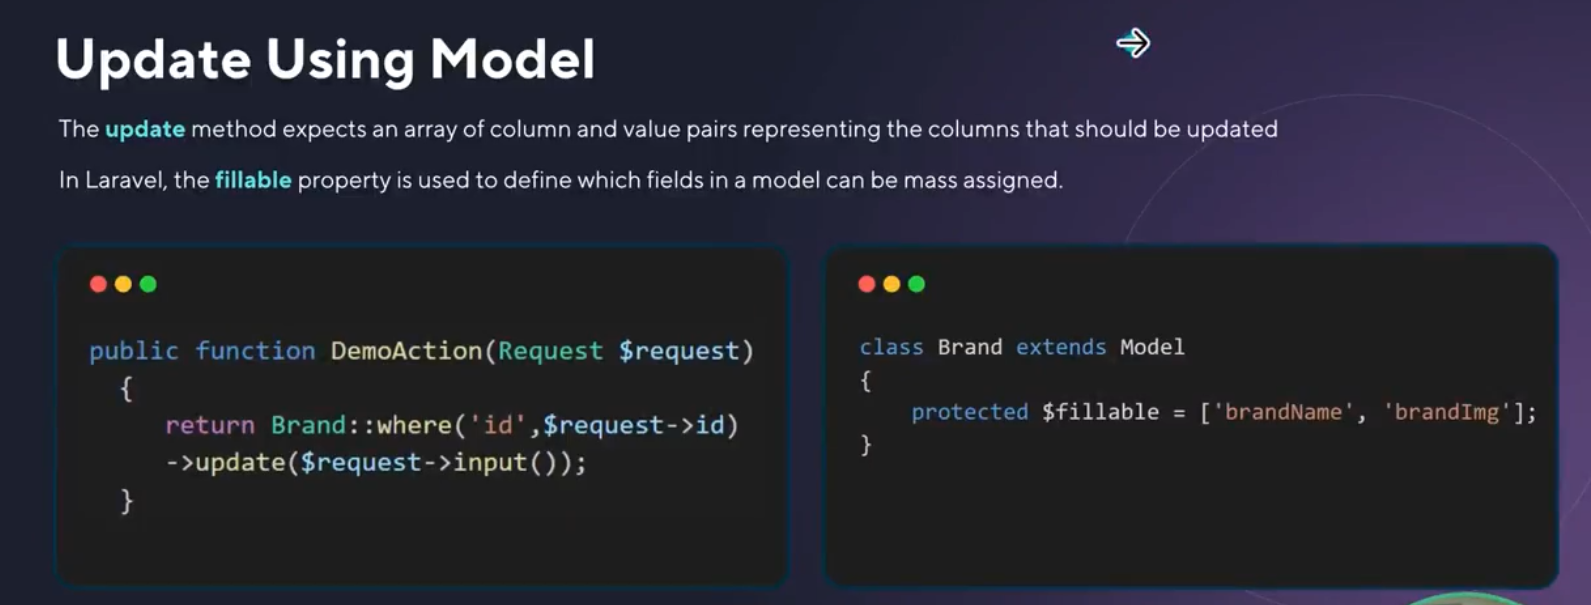 Update Using Model
The update method expects an array of column and value pairs representing the columns that should be updated
In Laravel, the fillable property is used to define which fields in a model can be mass assigned.
public function DemoAction(Request $request)
{
return Brand::where('id',$request->id)
->update($request->input());
}
class Brand extends Model
{
protected $fillable = ['brandName', 'brandImg'];
}